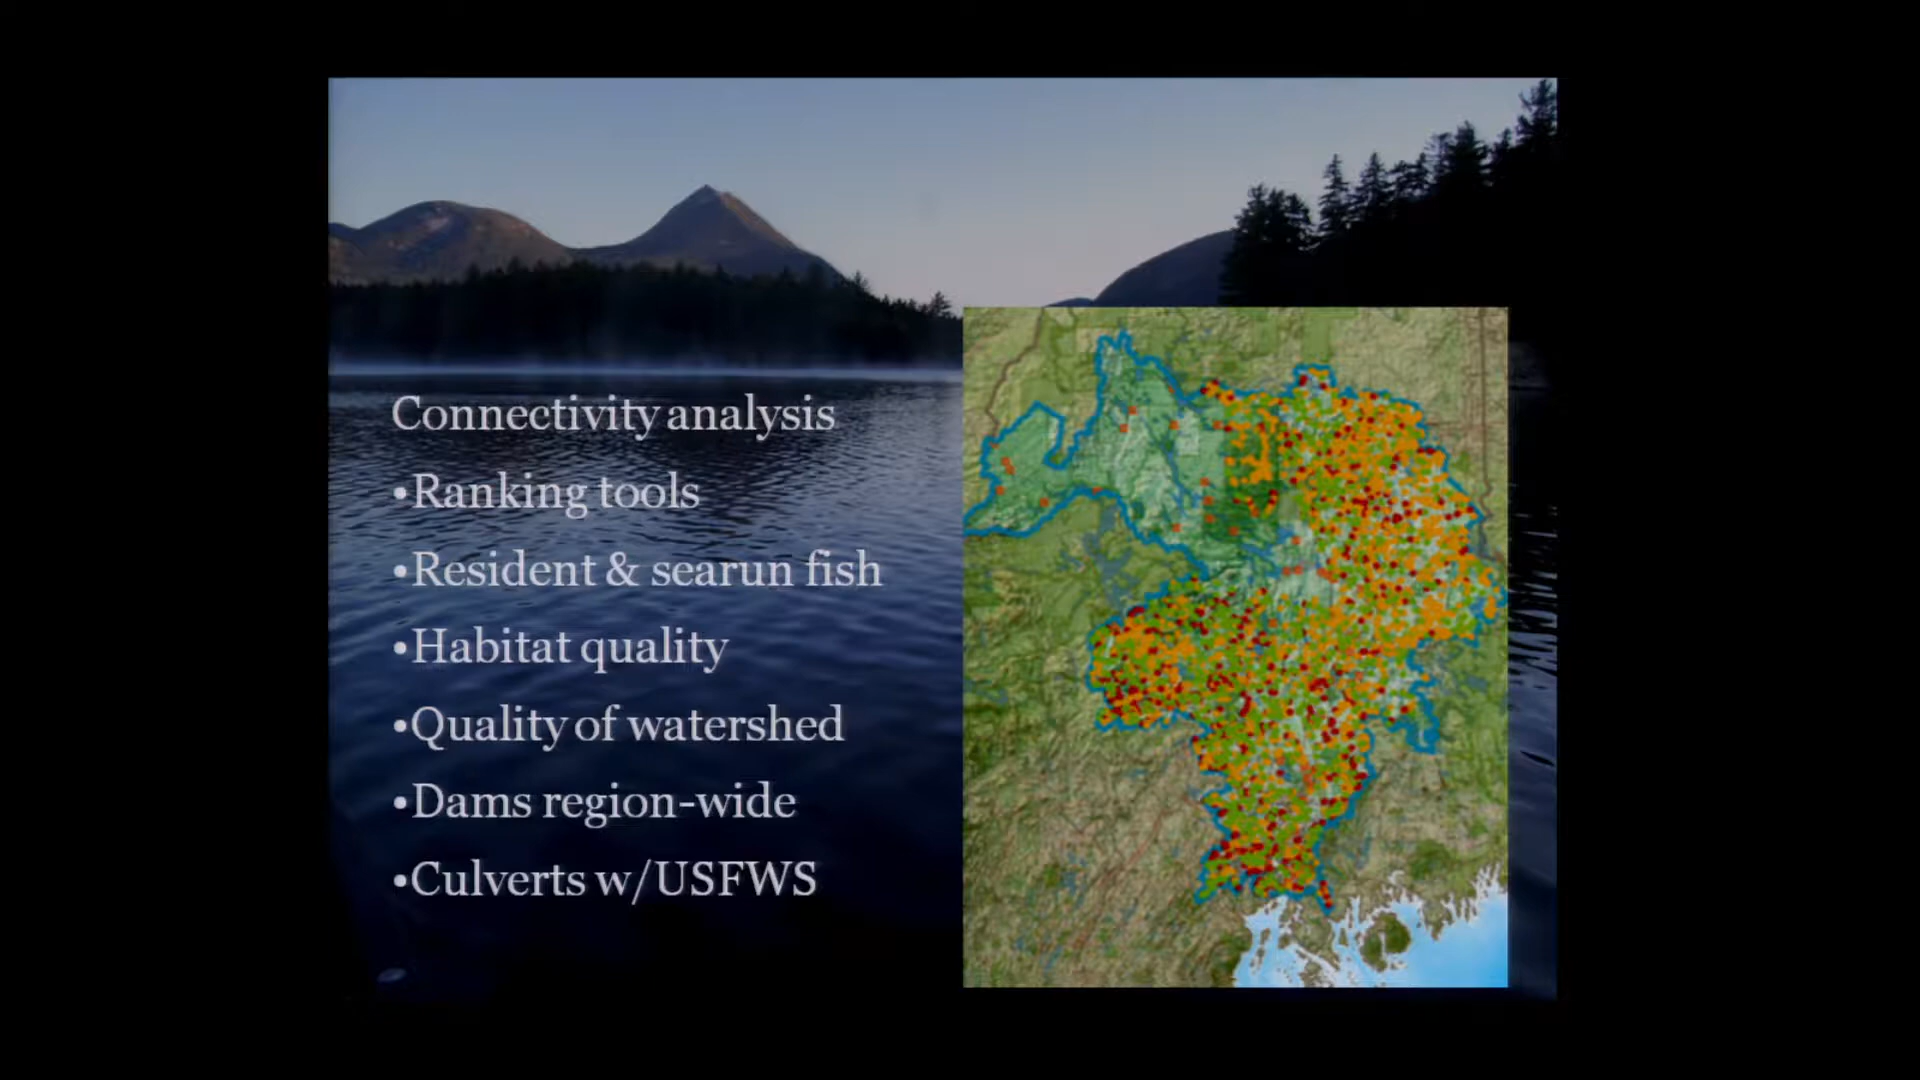 Connectivity analysis
•Ranking tools
•Resident & searun fish
•Habitat quality
•Quality of watershed
•Dams region-wide
•Culverts w/USFWS